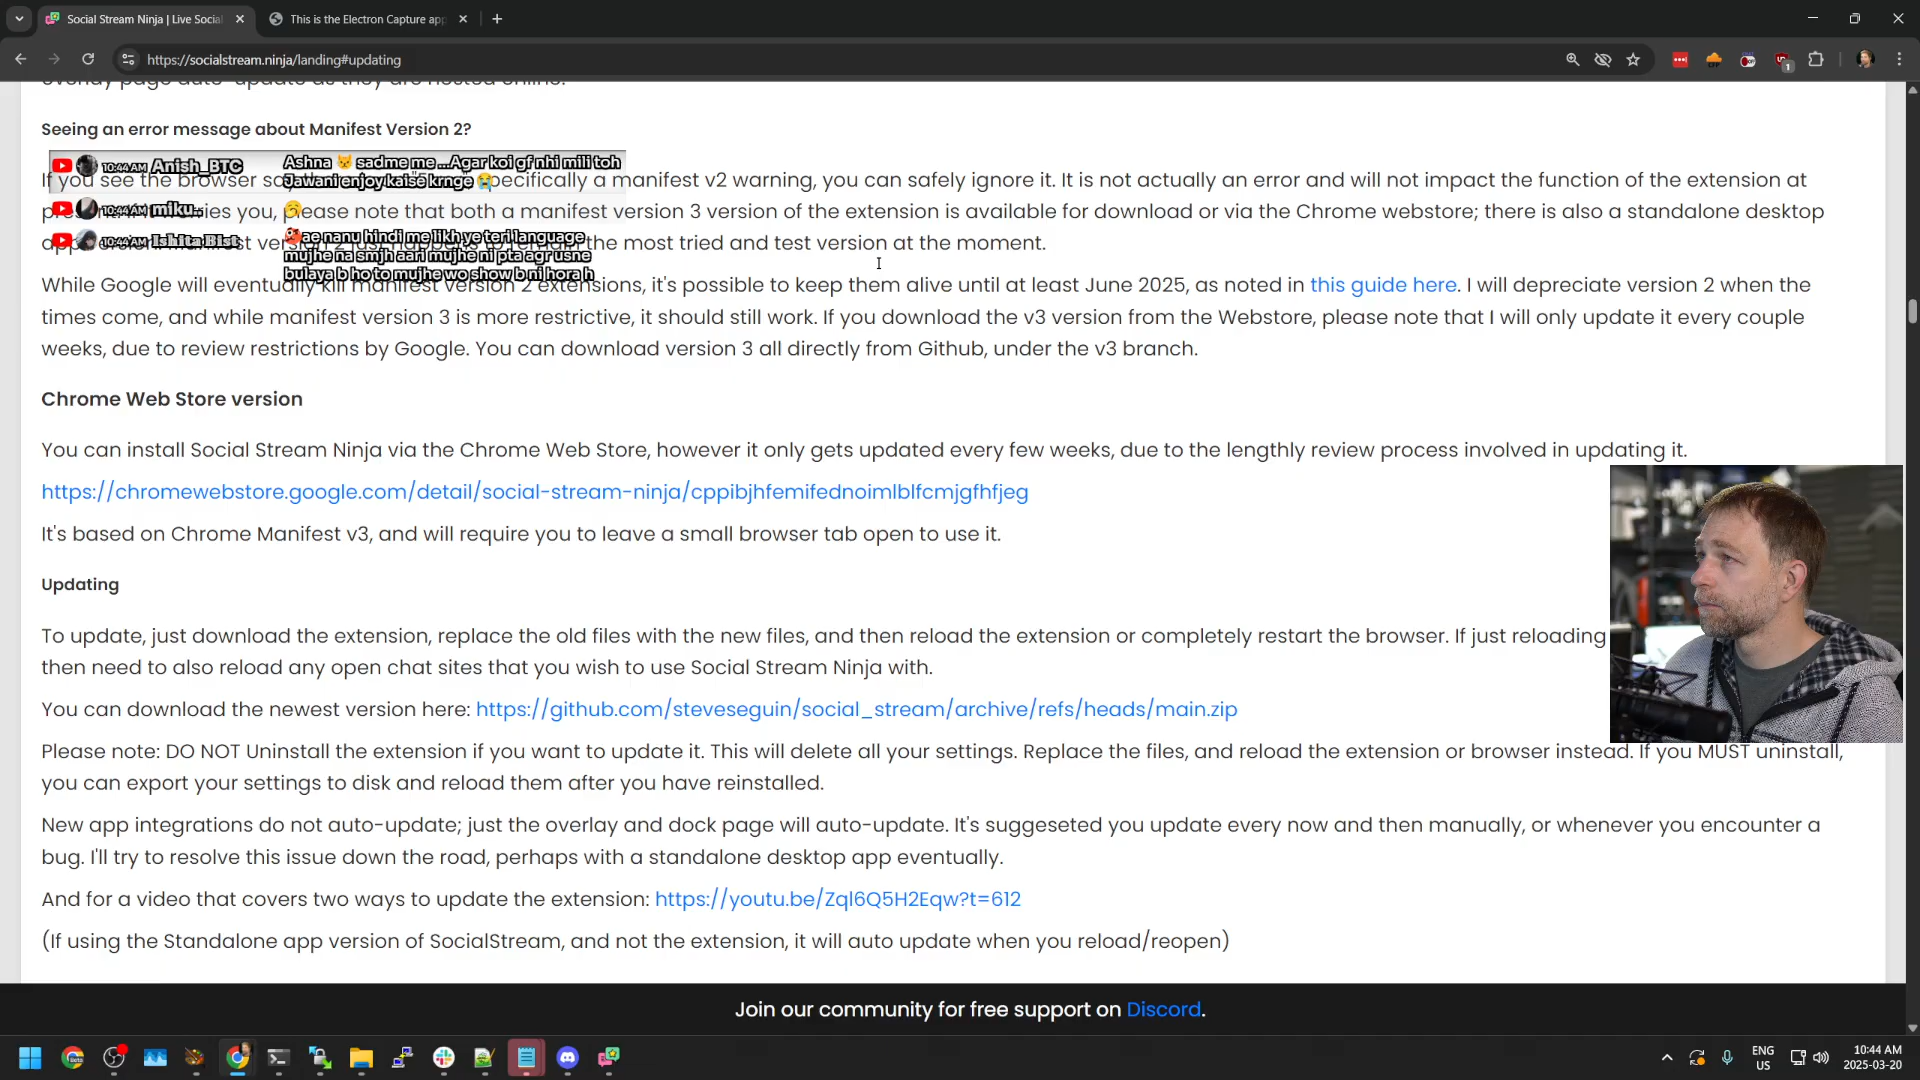 Social Stream Ninja | Live Social
This is the Electron Capture app
https://socialstream.ninja/landing#updating
overlay page auto-update as they are hosted online.
Seeing an error message about Manifest Version 2?
Anish_BTC
Ashna 😾 sadme me ...Agar koi gf nhi mili toh
Jawani enjoy kaise krnge 😭
10:44 AM miku..
10:44 AM Ishita Bist
ae nanu hindi me likh ye teri language
mujhe na smjh aari mujhe ni pta agr usne
bulaya b ho to mujhe wo show b ni hora h
If you see the browser say specifically a manifest v2 warning, you can safely ignore it. It is not actually an error and will not impact the function of the extension at
please note that both a manifest version 3 version of the extension is available for download or via the Chrome webstore; there is also a standalone desktop
the most tried and test version at the moment.
While Google will eventually kill manifest version 2 extensions, it's possible to keep them alive until at least June 2025, as noted in this guide here. I will depreciate version 2 when the
times come, and while manifest version 3 is more restrictive, it should still work. If you download the v3 version from the Webstore, please note that I will only update it every couple
weeks, due to review restrictions by Google. You can download version 3 all directly from Github, under the v3 branch.
Chrome Web Store version
You can install Social Stream Ninja via the Chrome Web Store, however it only gets updated every few weeks, due to the lengthly review process involved in updating it.
https://chromewebstore.google.com/detail/social-stream-ninja/cppibjhfemifednoimlblfcmjgfhfjeg
It's based on Chrome Manifest v3, and will require you to leave a small browser tab open to use it.
Updating
To update, just download the extension, replace the old files with the new files, and then reload the extension or completely restart the browser. If just reloading
then need to also reload any open chat sites that you wish to use Social Stream Ninja with.
You can download the newest version here: https://github.com/steveseguin/social_stream/archive/refs/heads/main.zip
Please note: DO NOT Uninstall the extension if you want to update it. This will delete all your settings. Replace the files, and reload the extension or browser instead. If you MUST uninstall,
you can export your settings to disk and reload them after you have reinstalled.
New app integrations do not auto-update; just the overlay and dock page will auto-update. It's suggeseted you update every now and then manually, or whenever you encounter a
bug. I'll try to resolve this issue down the road, perhaps with a standalone desktop app eventually.
And for a video that covers two ways to update the extension: https://youtu.be/Zql6Q5H2Eqw?t=612
(If using the Standalone app version of SocialStream, and not the extension, it will auto update when you reload/reopen)
Join our community for free support on Discord.
ENG
US
10:44 AM
2025-03-20